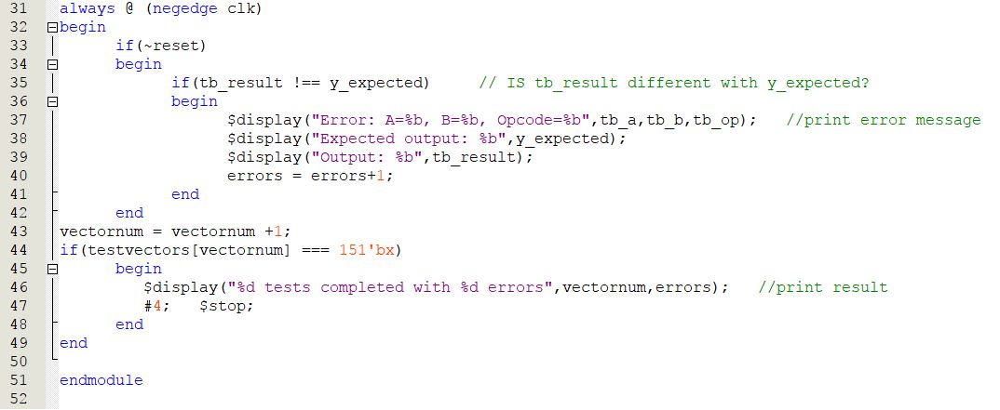 31 always @ (negedge clk)
32 begin
33 if(~reset)
34 begin
35 if(tb_result !== y_expected) // IS tb_result different with y_expected?
36 begin
37 $display("Error: A=%b, B=%b, Opcode=%b",tb_a,tb_b,tb_op); //print error message
38 $display("Expected output: %b",y_expected);
39 $display("Output: %b",tb_result);
40 errors = errors+1;
41 end
42 end
43 vectornum = vectornum +1;
44 if(testvectors[vectornum] === 151'bx)
45 begin
46 $display("%d tests completed with %d errors",vectornum,errors); //print result
47 #4; $stop;
48 end
49 end
50
51 endmodule
52